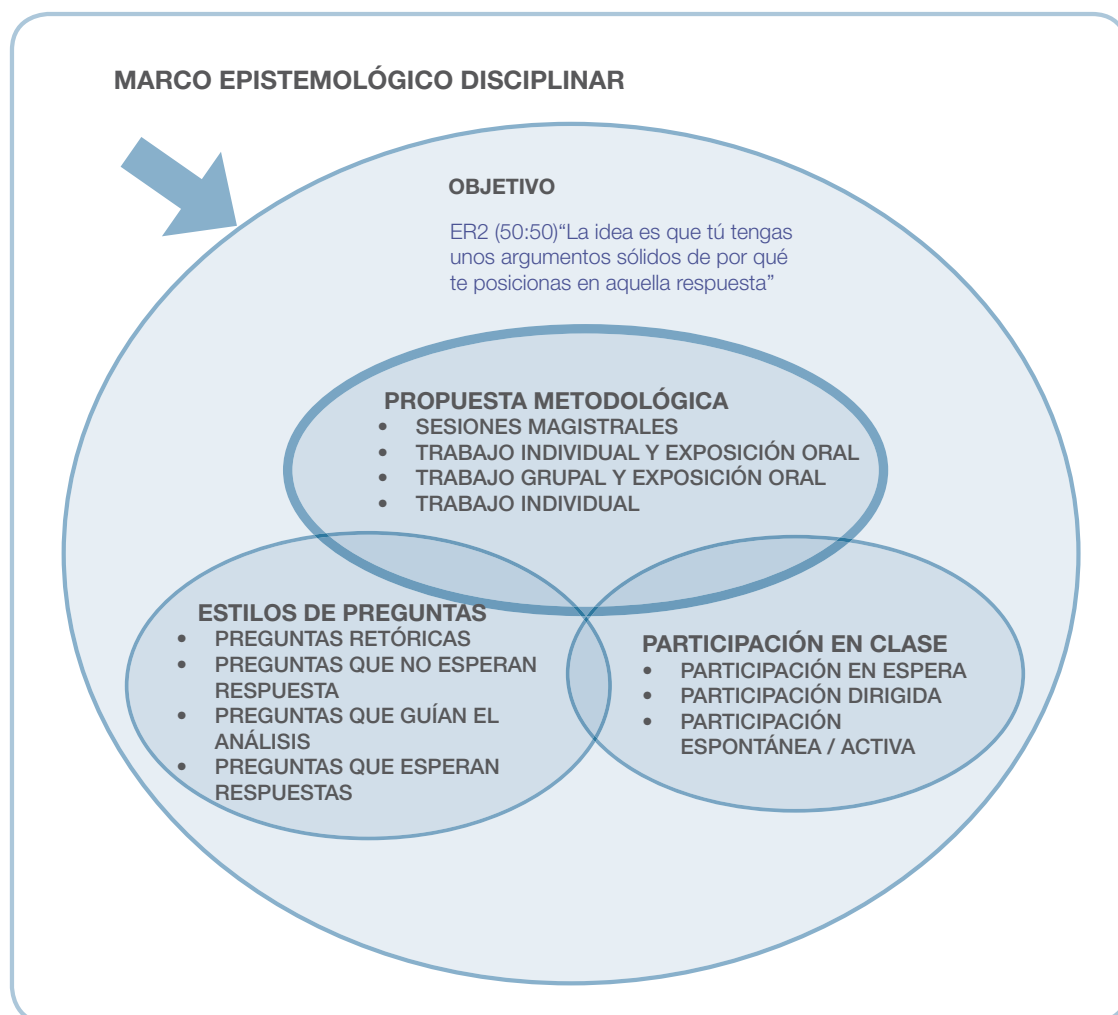 MARCO EPISTEMOLÓGICO DISCIPLINAR
OBJETIVO
ER2 (50:50)“La idea es que tú tengas
unos argumentos sólidos de por qué
te posicionas en aquella respuesta”
PROPUESTA METODOLÓGICA
• SESIONES MAGISTRALES
• TRABAJO INDIVIDUAL Y EXPOSICIÓN ORAL
• TRABAJO GRUPAL Y EXPOSICIÓN ORAL
• TRABAJO INDIVIDUAL
ESTILOS DE PREGUNTAS
• PREGUNTAS RETÓRICAS
• PREGUNTAS QUE NO ESPERAN
RESPUESTA
• PREGUNTAS QUE GUÍAN EL
ANÁLISIS
• PREGUNTAS QUE ESPERAN
RESPUESTAS
PARTICIPACIÓN EN CLASE
• PARTICIPACIÓN EN ESPERA
• PARTICIPACIÓN DIRIGIDA
• PARTICIPACIÓN
ESPONTÁNEA / ACTIVA